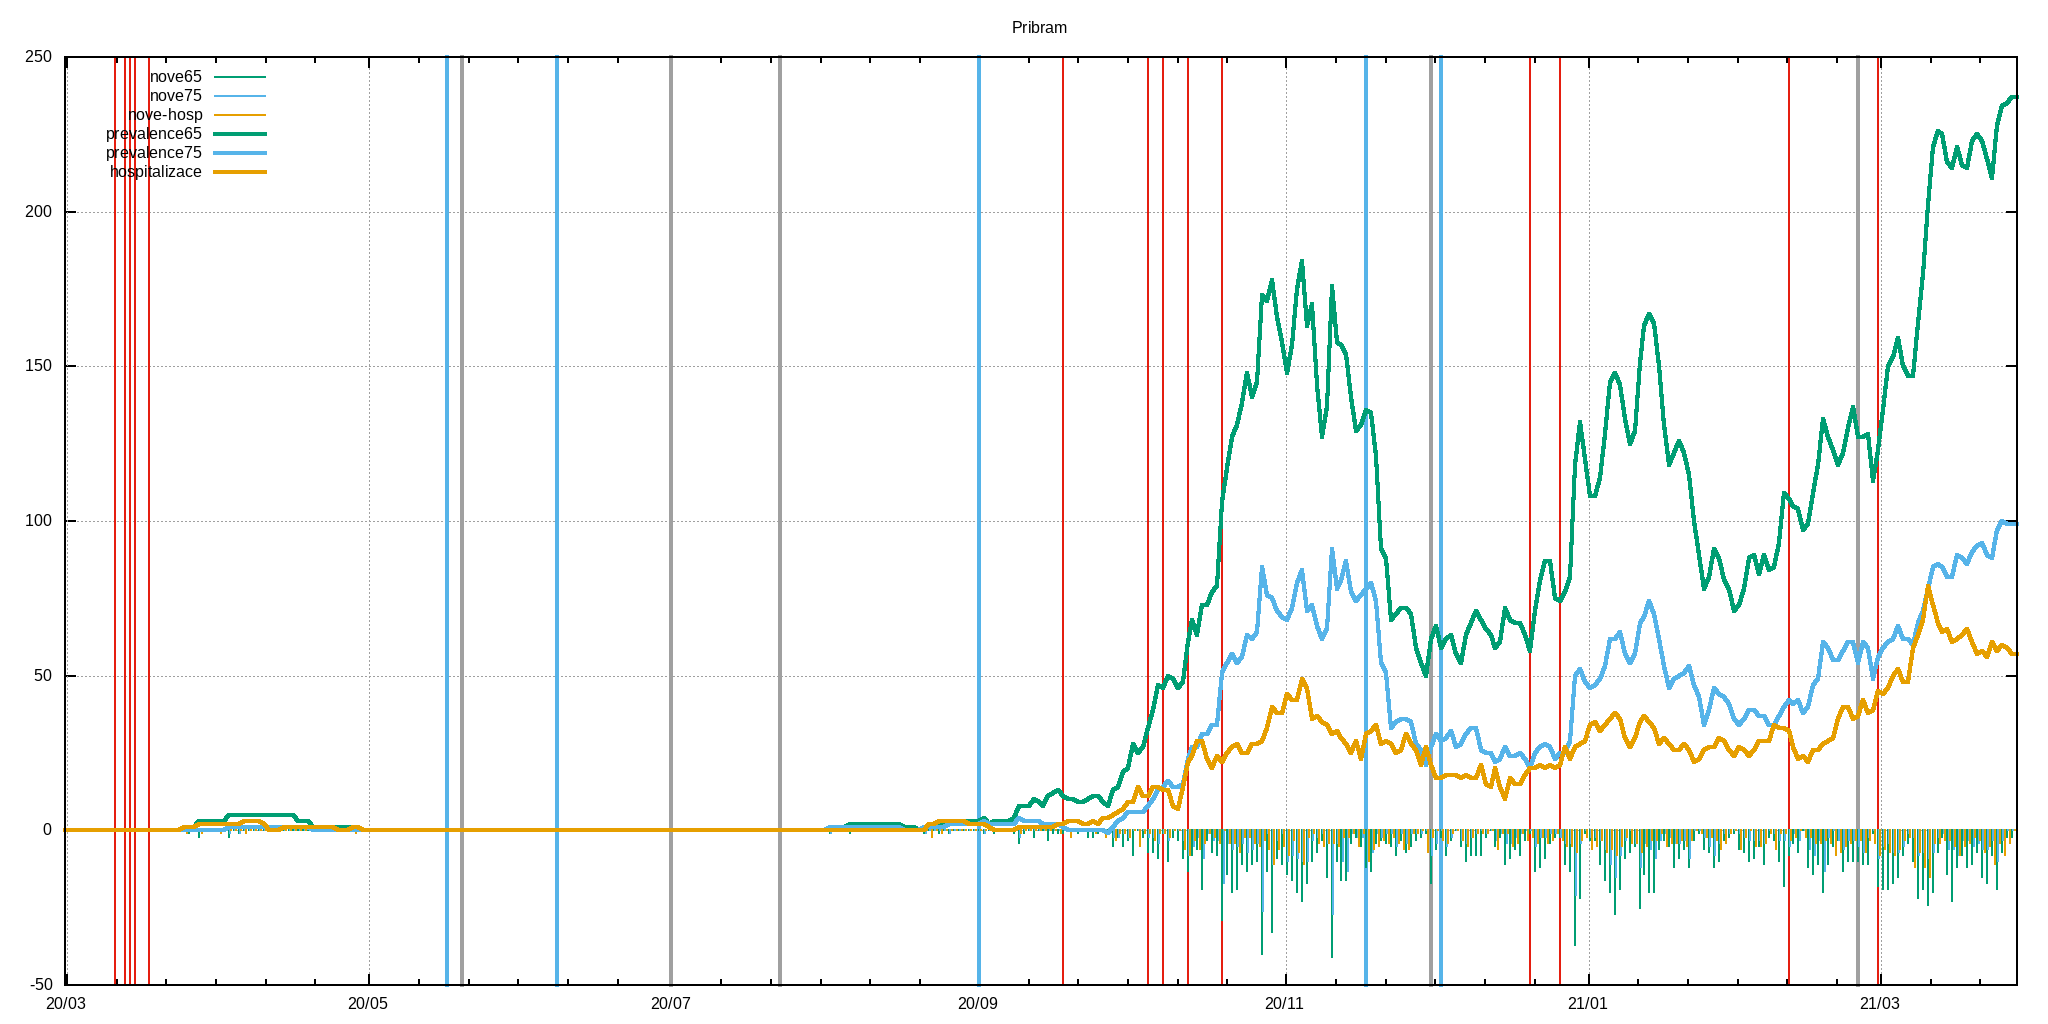 Pribram
250
nove65
nove75
nove-hosp
prevalence65
prevalence75
hospitalizace
200
150
100
50
0
-50
20/03 20/05 20/07 20/09 20/11 21/01 21/03